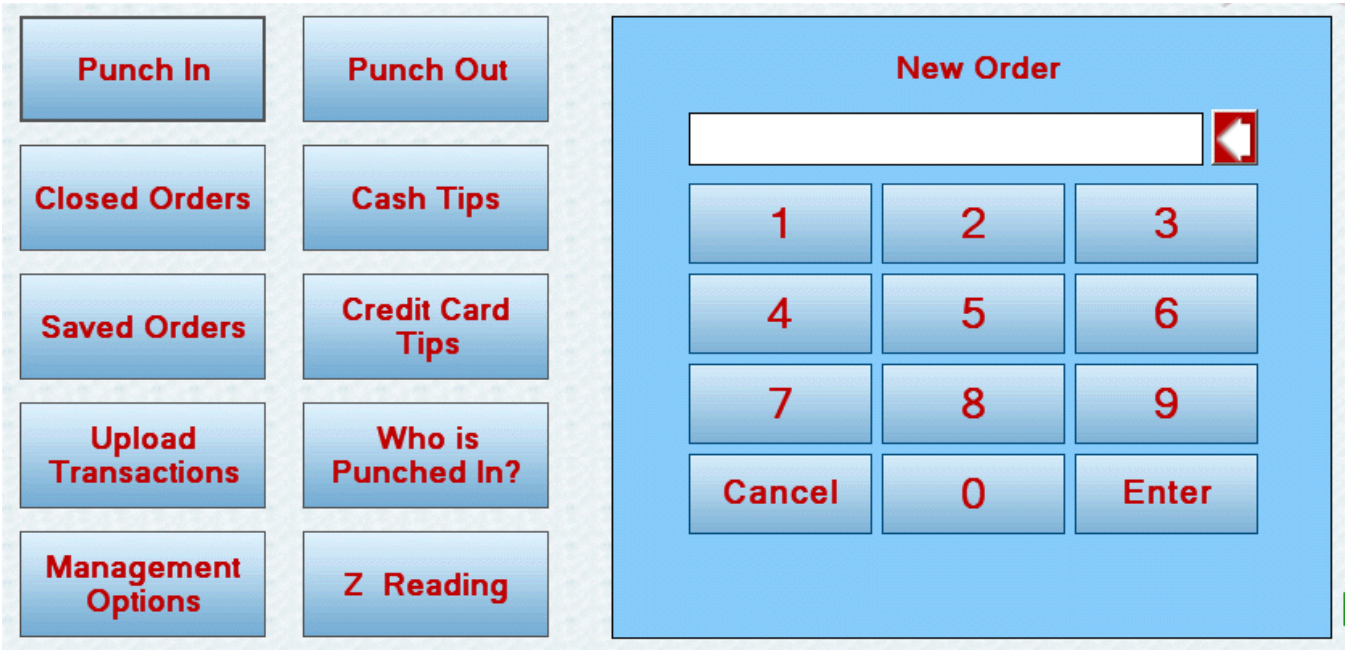 Punch In
Punch Out
Closed Orders
Cash Tips
Saved Orders
Credit Card
Tips
Upload
Transactions
Who is
Punched In?
Management
Options
Z Reading
New Order
1 2 3
4 5 6
7 8 9
Cancel 0 Enter